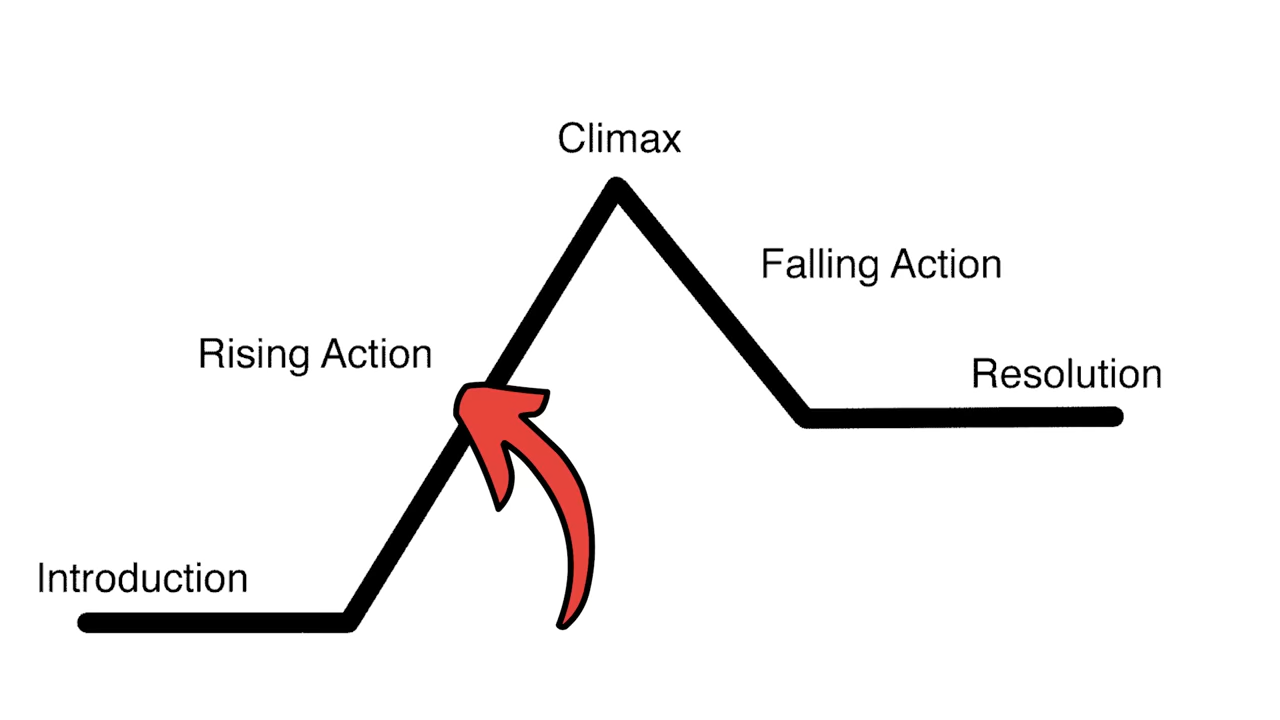 Climax
Falling Action
Rising Action
Resolution
Introduction